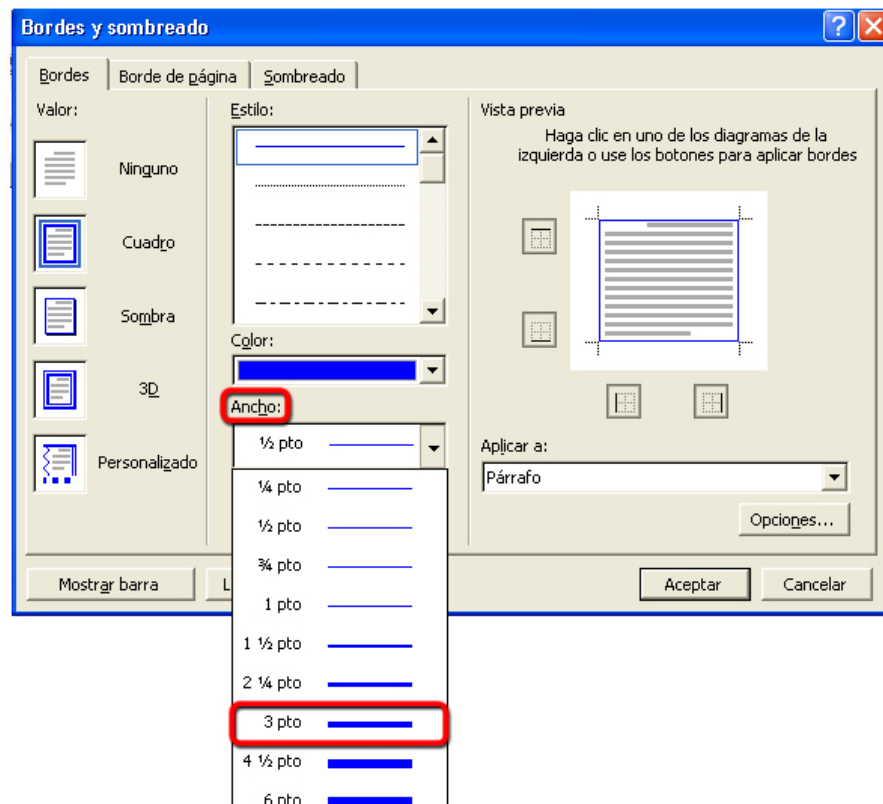 Bordes y sombreado
Bordes
Borde de página
Sombreado
Valor:
Ninguno
Cuadro
Sombra
3D
Personalizado
Estilo:
Color:
Ancho:
½ pto
¼ pto
½ pto
¾ pto
1 pto
1 ½ pto
2 ¼ pto
3 pto
4 ½ pto
6 pto
Vista previa
Haga clic en uno de los diagramas de la
izquierda o use los botones para aplicar bordes
Aplicar a:
Párrafo
Opciones...
Mostrar barra
L
Aceptar
Cancelar